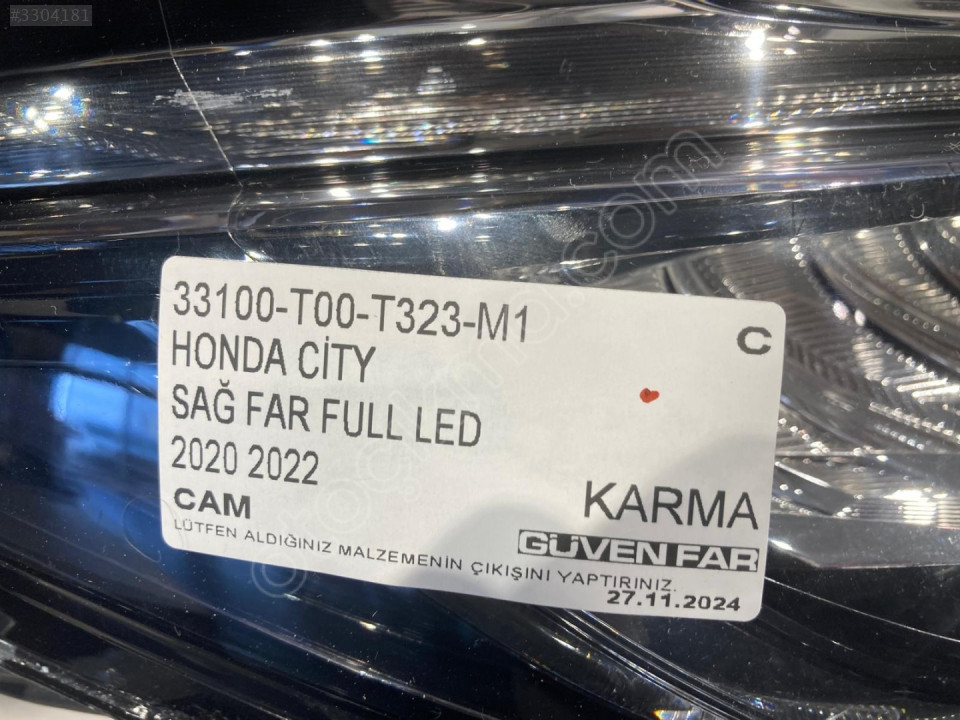 #3304181
33100-T00-T323-M1
C
HONDA CİTY
SAĞ FAR FULL LED
2020 2022
CAM
KARMA
LÜTFEN ALDIĞINIZ MALZEMENİN ÇIKIŞINI YAPTIRINIZ.
GÜVEN FAR
27.11.2024